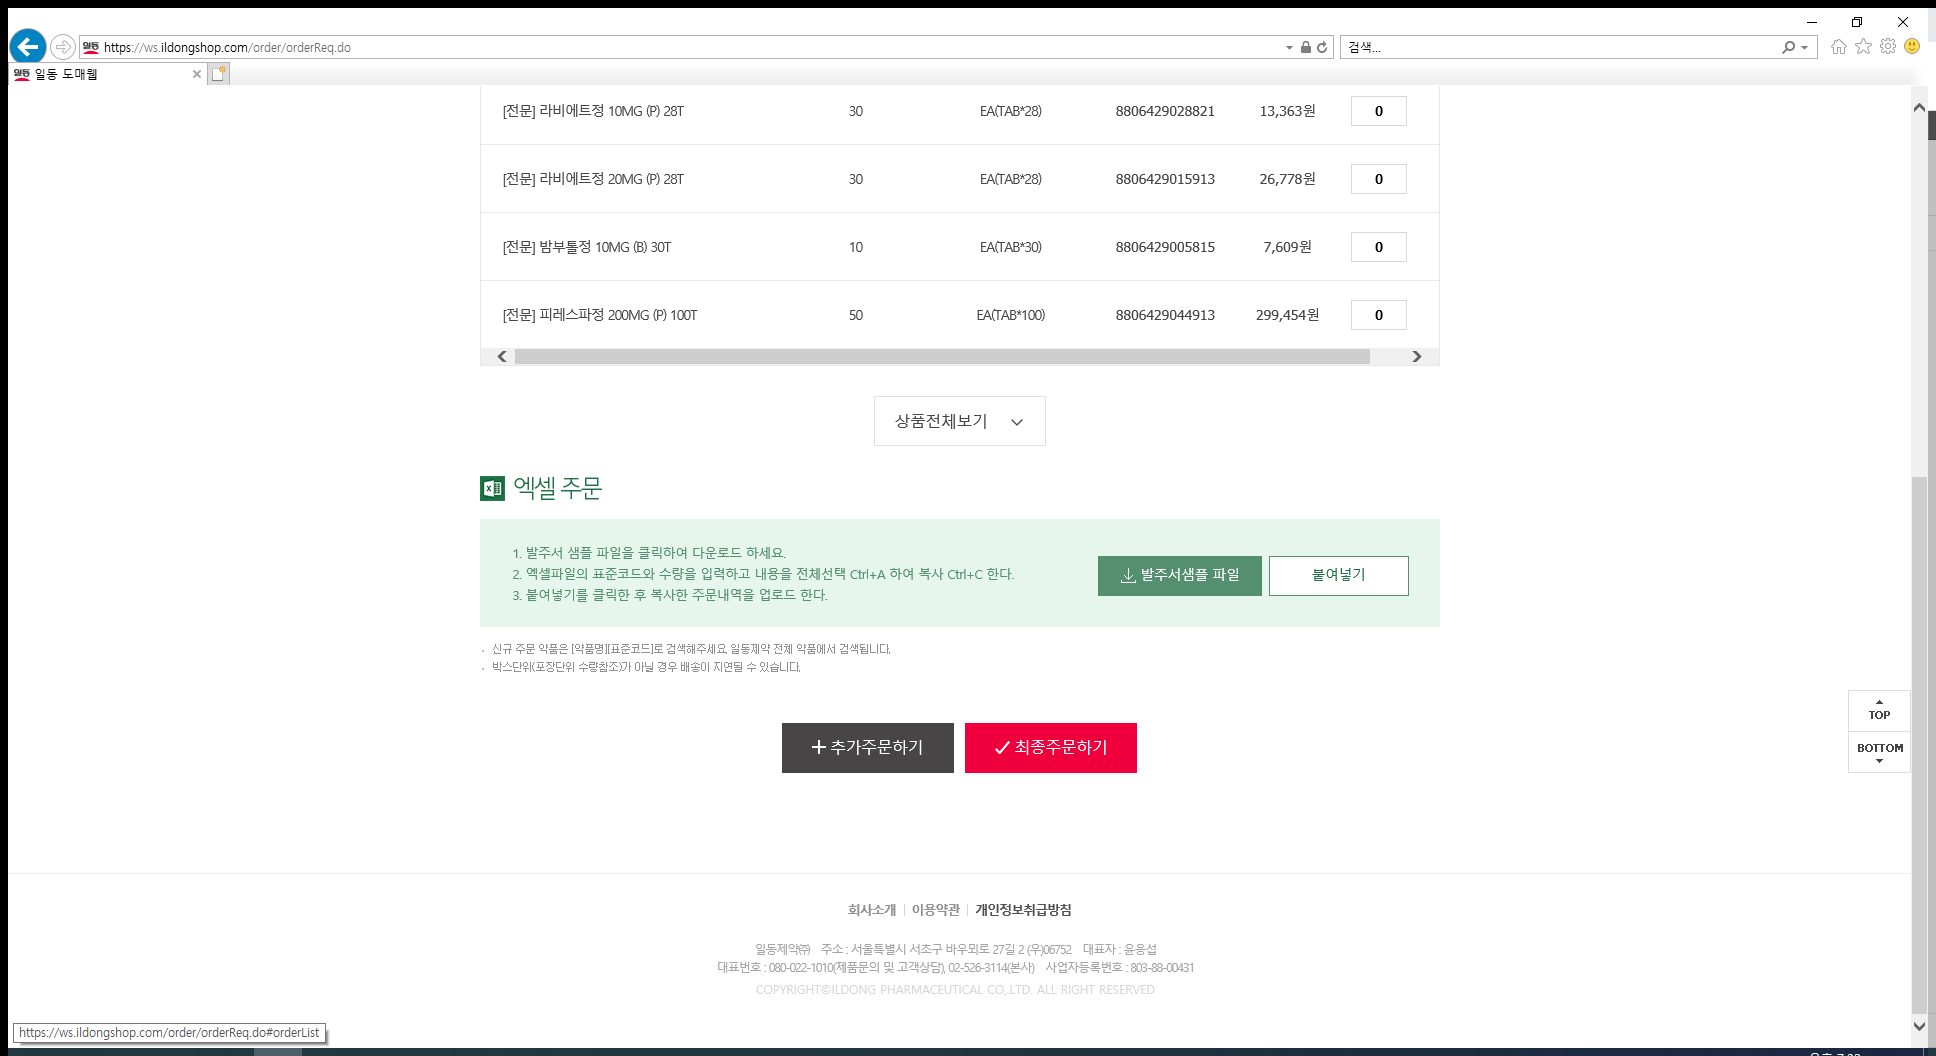 https://ws.ildongshop.com/order/orderReq.do
검색...
일동 도매웹
[전문] 라비에트정 10MG (P) 28T 30 EA(TAB*28) 8806429028821 13,363원 0
[전문] 라비에트정 20MG (P) 28T 30 EA(TAB*28) 8806429015913 26,778원 0
[전문] 밤부톨정 10MG (B) 30T 10 EA(TAB*30) 8806429005815 7,609원 0
[전문] 피레스파정 200MG (P) 100T 50 EA(TAB*100) 8806429044913 299,454원 0
상품전체보기
엑셀 주문
1. 발주서 샘플 파일을 클릭하여 다운로드 하세요.
2. 엑셀파일의 표준코드와 수량을 입력하고 내용을 전체선택 Ctrl+A 하여 복사 Ctrl+C 한다.
3. 붙여넣기를 클릭한 후 복사한 주문내역을 업로드 한다.
발주서샘플 파일
붙여넣기
· 신규 주문 약품은 [약품명][표준코드]로 검색해주세요. 일동제약 전체 약품에서 검색됩니다.
· 박스단위(포장단위 수량참조)가 아닐 경우 배송이 지연될 수 있습니다.
TOP
BOTTOM
추가주문하기
최종주문하기
회사소개 | 이용약관 | 개인정보취급방침
일동제약㈜ 주소 : 서울특별시 서초구 바우뫼로 27길 2 (우)06752 대표자 : 윤웅섭
대표번호 : 080-022-1010(제품문의 및 고객상담), 02-526-3114(본사) 사업자등록번호 : 803-88-00431
COPYRIGHT©ILDONG PHARMACEUTICAL CO,.LTD. ALL RIGHT RESERVED
https://ws.ildongshop.com/order/orderReq.do#orderList